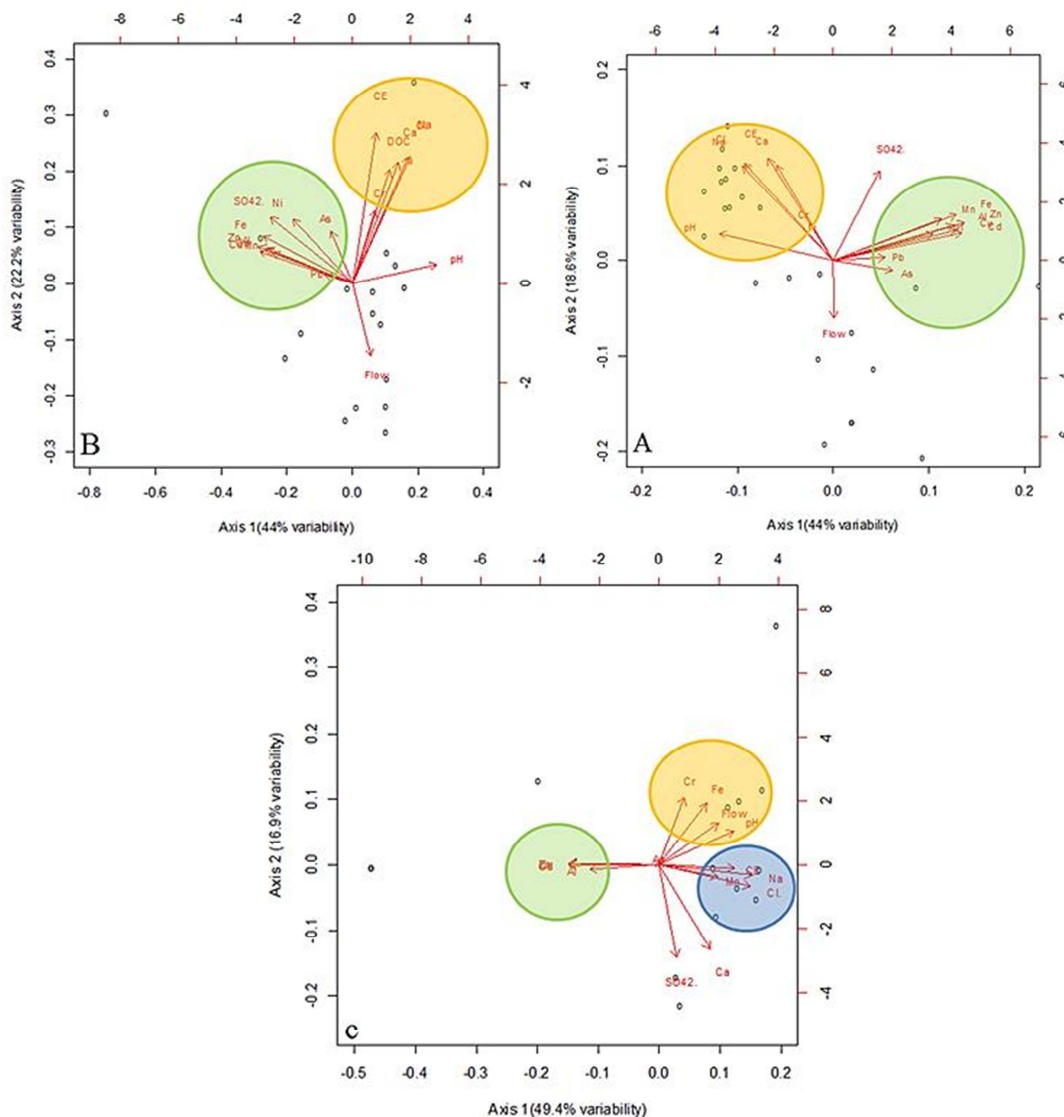 -8 -6 -4 -2 0 2 4
0.4
0.3
0.2
0.1
0.0
-0.1
-0.2
-0.3
4
2
0
-2
CE
Ca
DOC
Cr
SO42. Ni
As
Fe
Pb
pH
Flow
B
-0.8 -0.6 -0.4 -0.2 0.0 0.2 0.4
Axis 1(44% variability)
Axis 2 (22.2% variability)
-6 -4 -2 0 2 4 6
0.2
0.1
0.0
-0.1
-0.2
6
4
2
0
-2
-4
CE
Ca
SO42.
Cr
pH
Mn Fe
Zn
Cd
Pb
As
Flow
A
-0.2 -0.1 0.0 0.1 0.2
Axis 1(44% variability)
Axis 2 (18.6% variability)
-10 -8 -6 -4 -2 0 2 4
0.4
0.3
0.2
0.1
0.0
-0.1
-0.2
8
6
4
2
0
-2
-4
Cr
Fe
Flow
pH
Na
Cl.
Ca
SO42.
c
-0.5 -0.4 -0.3 -0.2 -0.1 0.0 0.1 0.2
Axis 1(49.4% variability)
Axis 2 (16.9% variability)